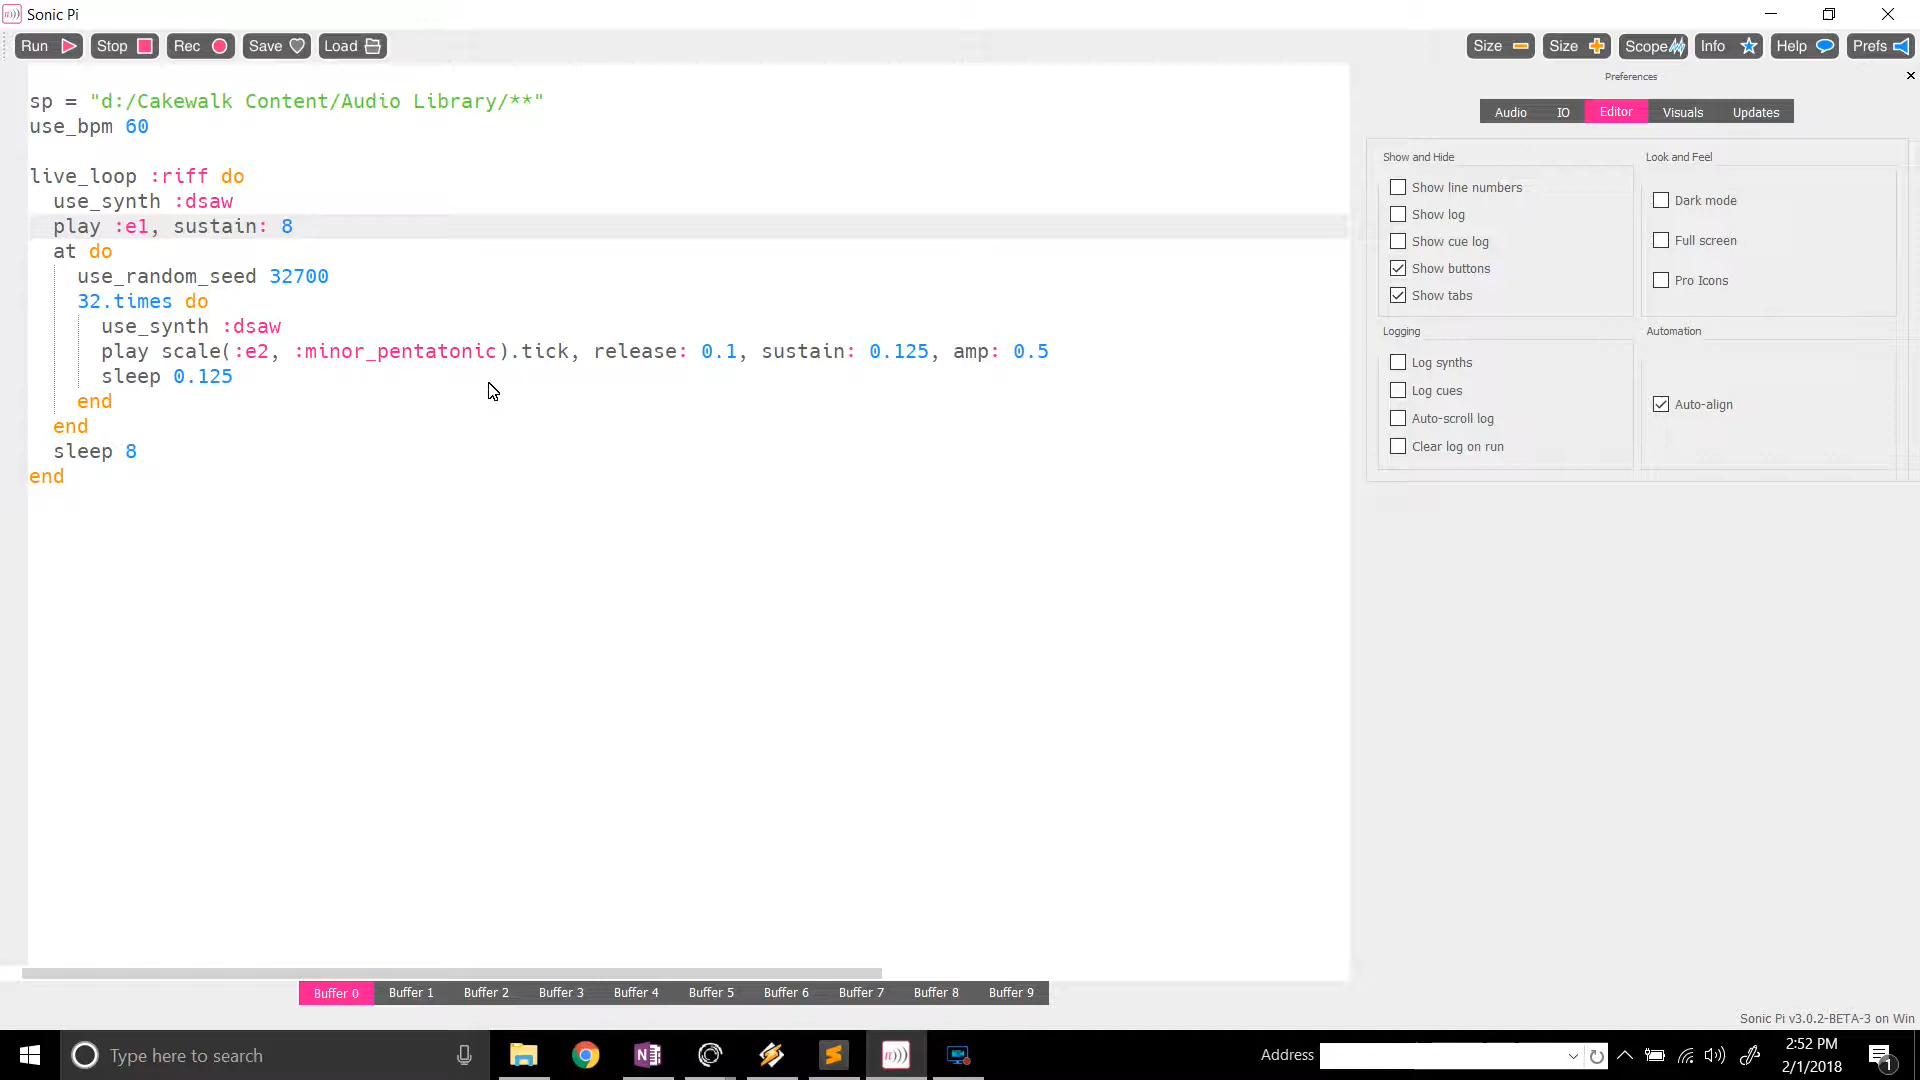 Sonic Pi
Run Stop Rec Save Load Size Size Scope Info Help Prefs
Preferences
Audio IO Editor Visuals Updates
sp = "d:/Cakewalk Content/Audio Library/**"
use_bpm 60
live_loop :riff do
use_synth :dsaw
play :e1, sustain: 8
at do
use_random_seed 32700
32.times do
use_synth :dsaw
play scale(:e2, :minor_pentatonic).tick, release: 0.1, sustain: 0.125, amp: 0.5
sleep 0.125
end
end
sleep 8
end
Show and Hide
Show line numbers
Show log
Show cue log
Show buttons
Show tabs
Look and Feel
Dark mode
Full screen
Pro Icons
Logging
Log synths
Log cues
Auto-scroll log
Clear log on run
Automation
Auto-align
Buffer 0 Buffer 1 Buffer 2 Buffer 3 Buffer 4 Buffer 5 Buffer 6 Buffer 7 Buffer 8 Buffer 9
Sonic Pi v3.0.2-BETA-3 on Win
Type here to search
Address
2:52 PM
2/1/2018
1